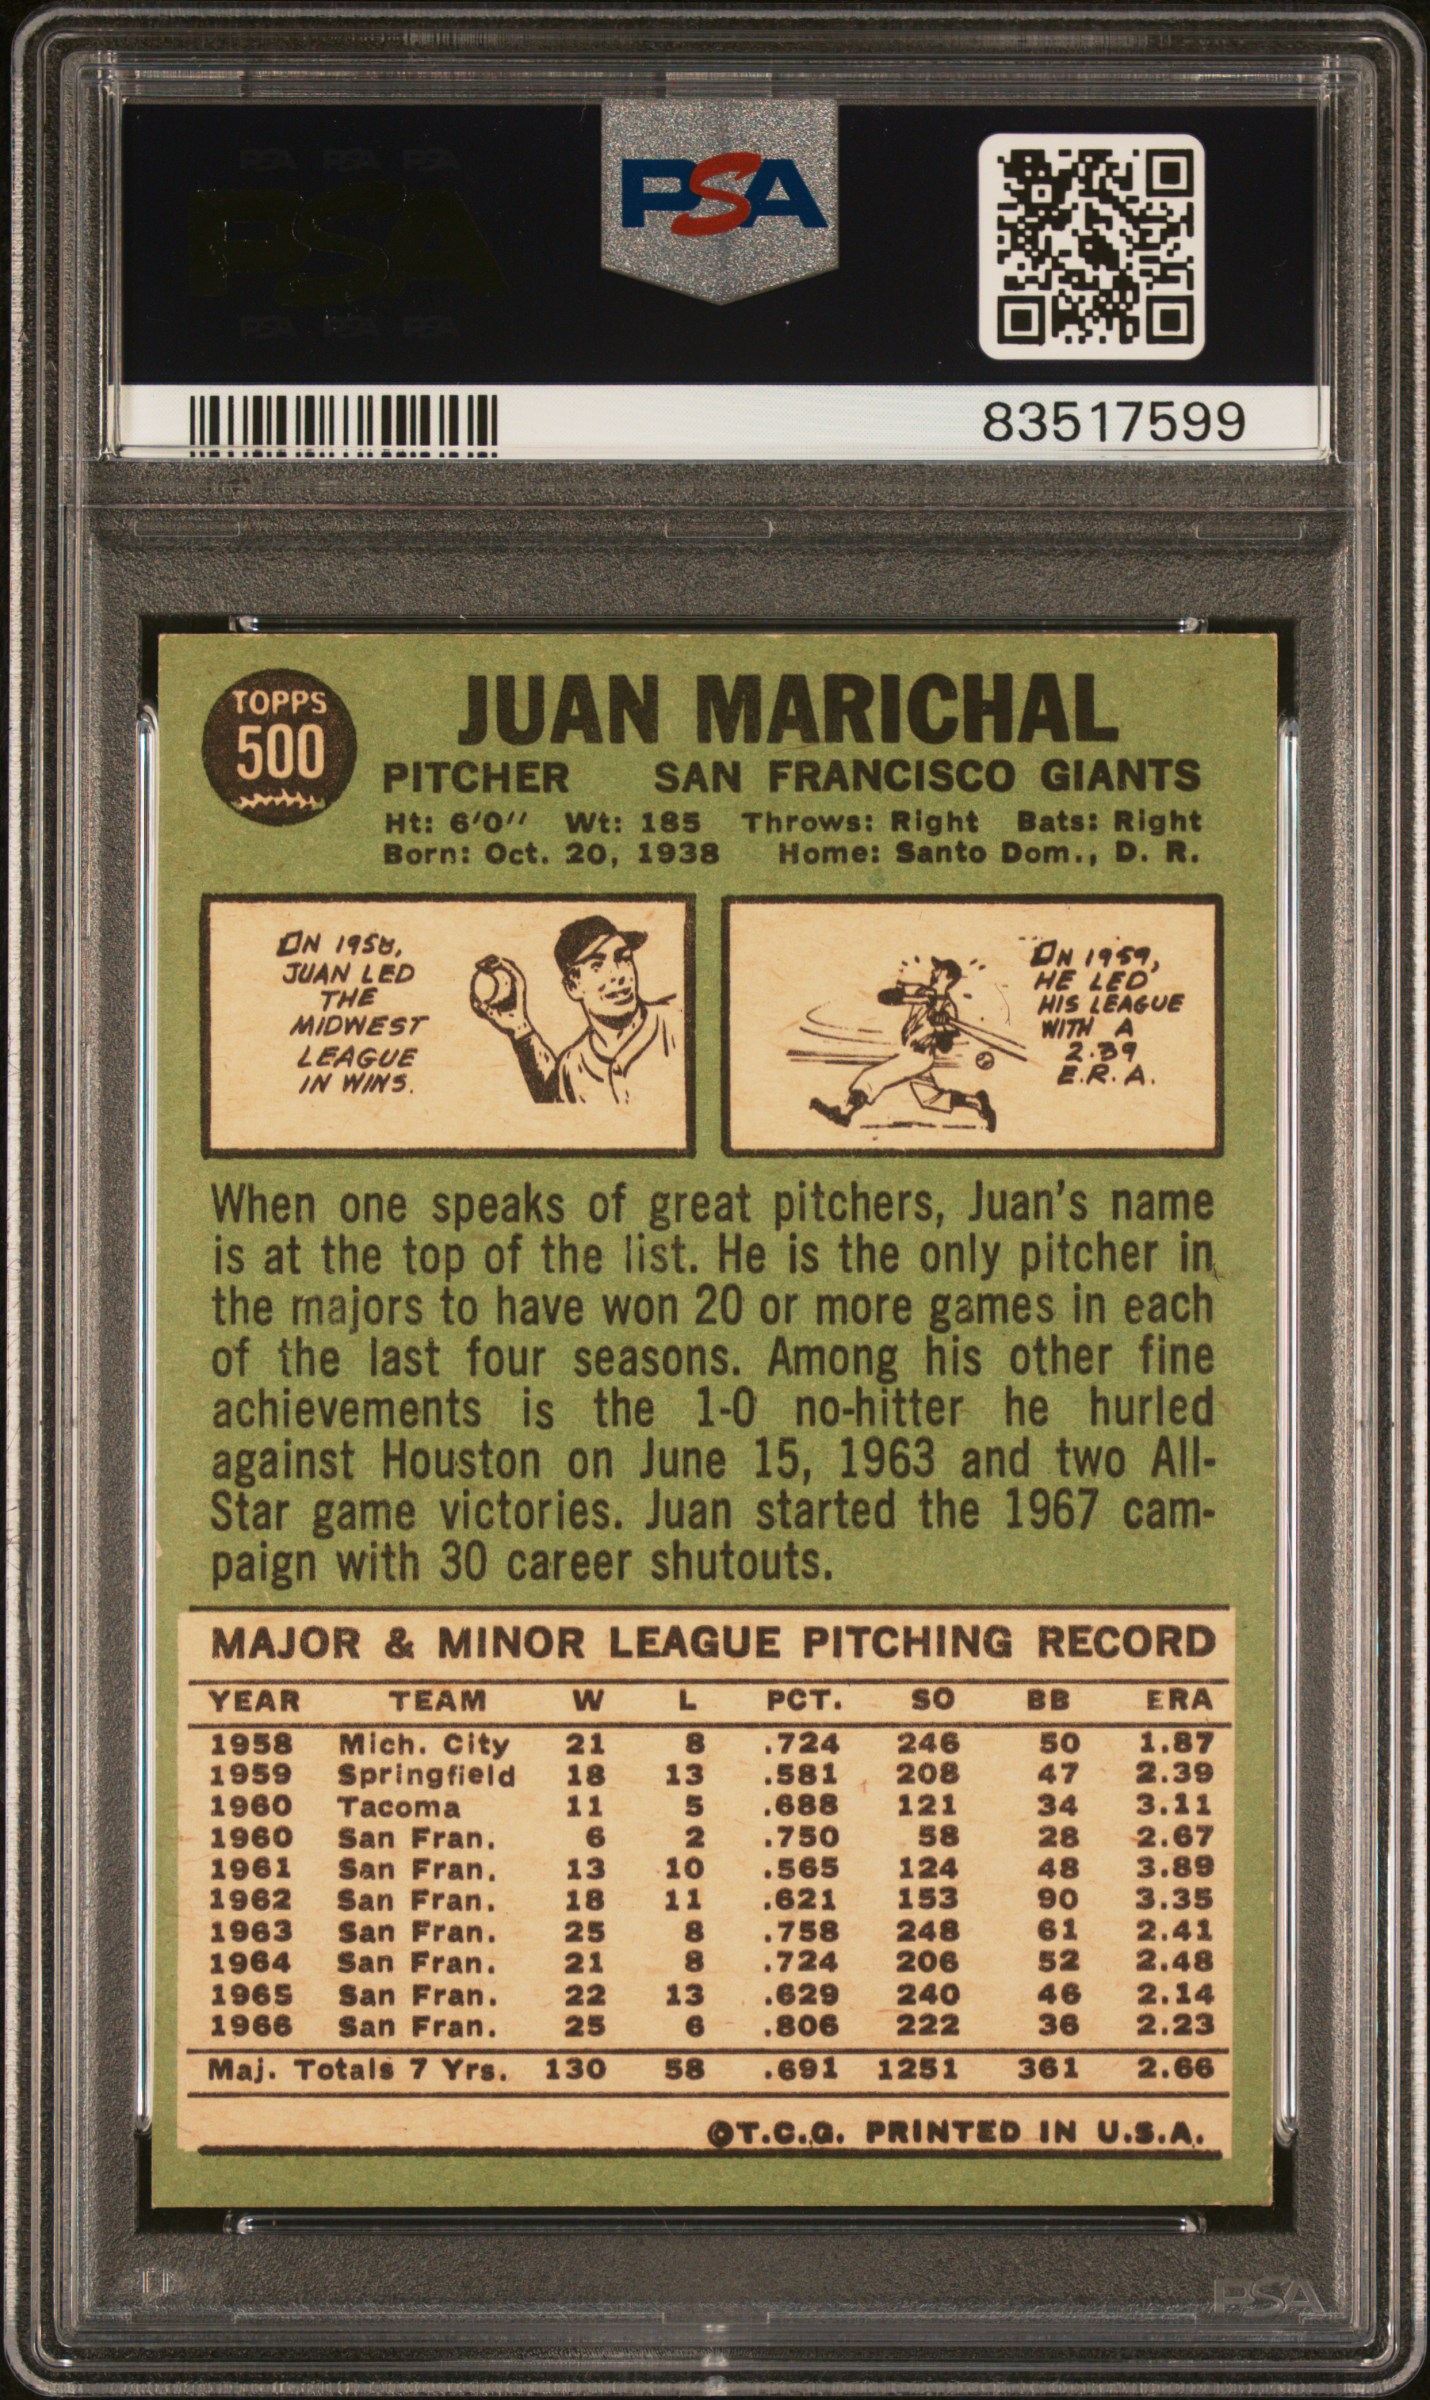 PSA PSA PSA
PSA
PSA PSA PSA
PSA
83517599
TOPPS
500
JUAN MARICHAL
PITCHER SAN FRANCISCO GIANTS
Ht: 6'0" Wt: 185 Throws: Right Bats: Right
Born: Oct. 20, 1938 Home: Santo Dom., D. R.
IN 1958,
JUAN LED
THE
MIDWEST
LEAGUE
IN WINS.
IN 1959,
HE LED
HIS LEAGUE
WITH A
2.39
E.R.A.
When one speaks of great pitchers, Juan's name
is at the top of the list. He is the only pitcher in
the majors to have won 20 or more games in each
of the last four seasons. Among his other fine
achievements is the 1-0 no-hitter he hurled
against Houston on June 15, 1963 and two All-
Star game victories. Juan started the 1967 cam-
paign with 30 career shutouts.
MAJOR & MINOR LEAGUE PITCHING RECORD
YEAR TEAM W L PCT. SO BB ERA
1958 Mich. City 21 8 .724 246 50 1.87
1959 Springfield 18 13 .581 208 47 2.39
1960 Tacoma 11 5 .688 121 34 3.11
1960 San Fran. 6 2 .750 58 28 2.67
1961 San Fran. 13 10 .565 124 48 3.89
1962 San Fran. 18 11 .621 153 90 3.35
1963 San Fran. 25 8 .758 248 61 2.41
1964 San Fran. 21 8 .724 206 52 2.48
1965 San Fran. 22 13 .629 240 46 2.14
1966 San Fran. 25 6 .806 222 36 2.23
Maj. Totals 7 Yrs. 130 58 .691 1251 361 2.66
©T.C.G. PRINTED IN U.S.A.
PSA